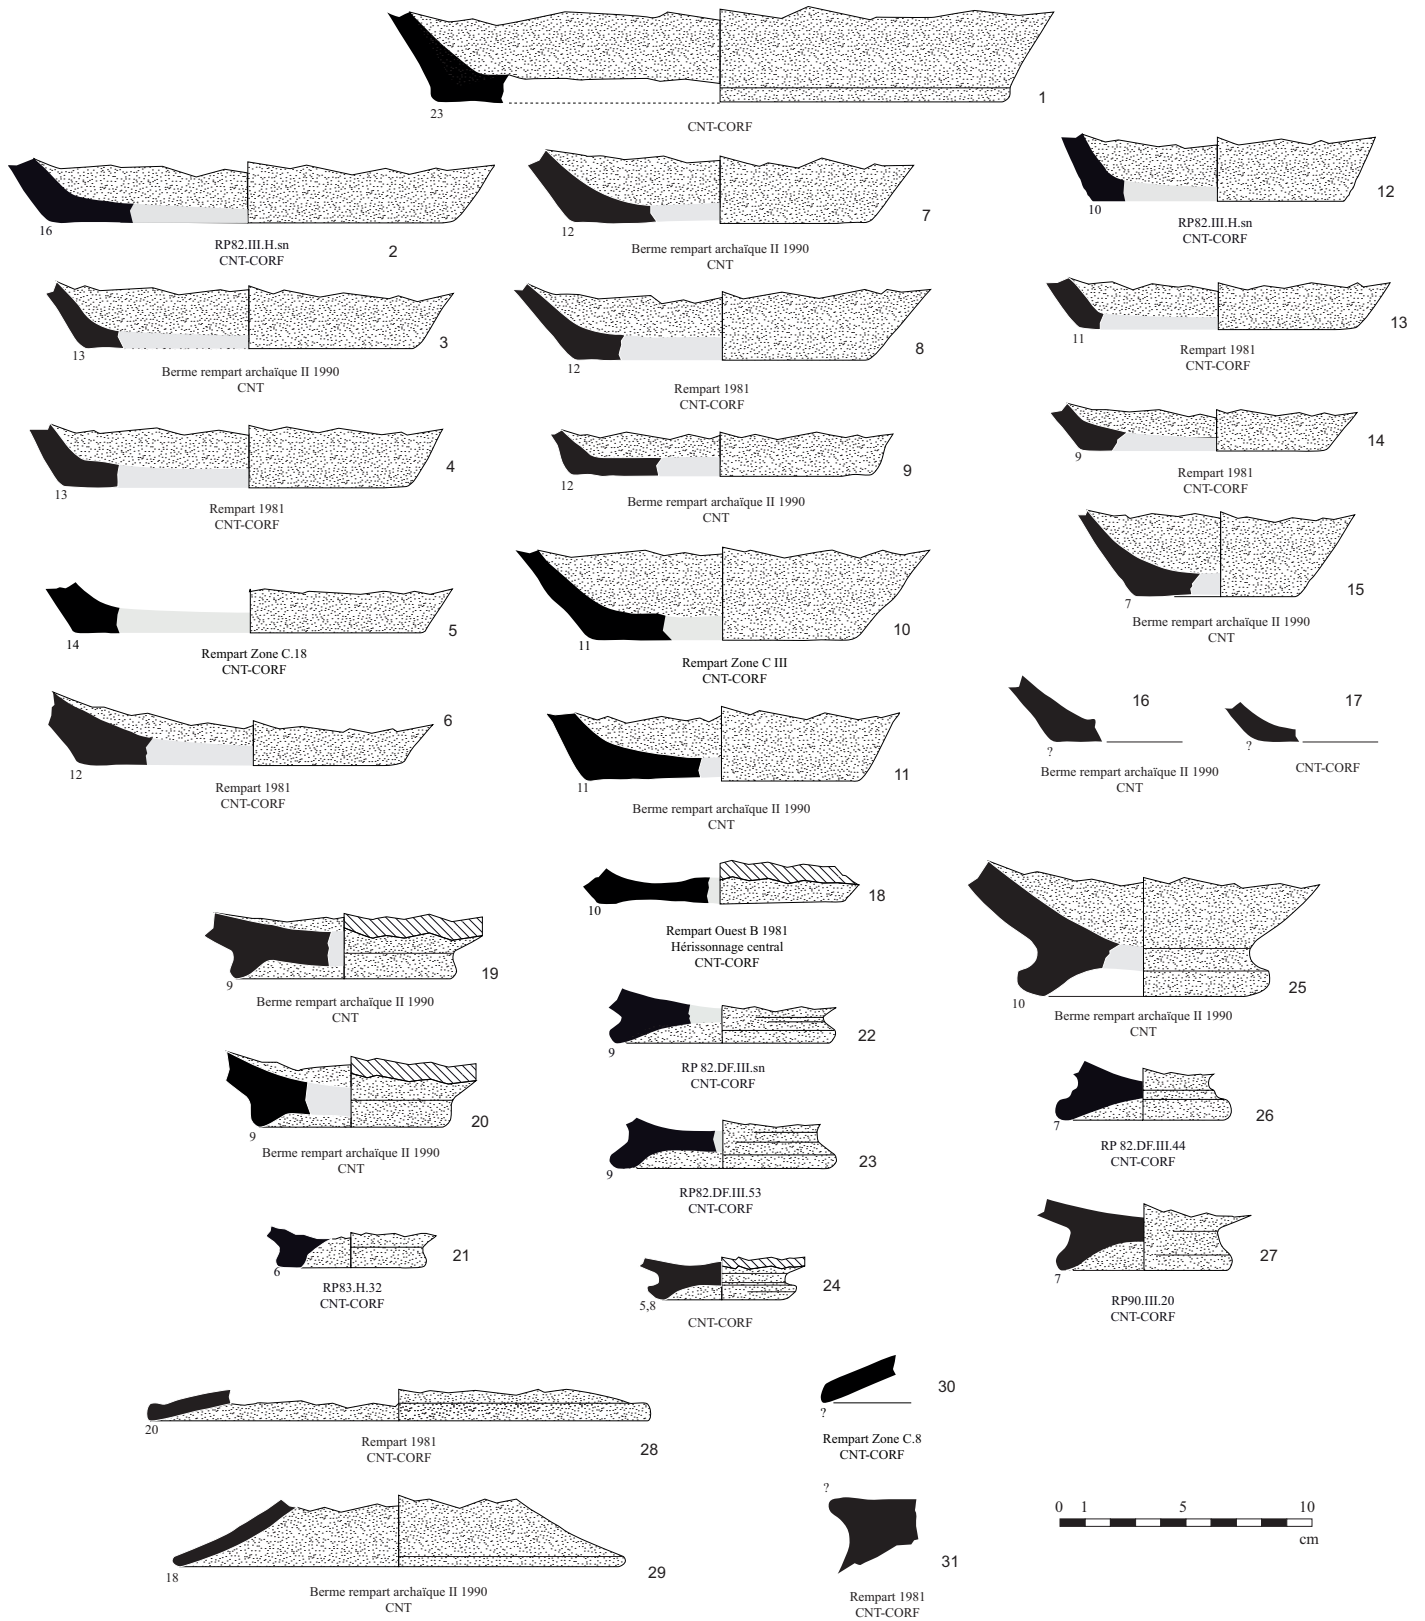 23
1
CNT-CORF
16
RP82.III.H.sn
CNT-CORF
2
12
7
Berme rempart archaïque II 1990
CNT
10
12
RP82.III.H.sn
CNT-CORF
13
3
Berme rempart archaïque II 1990
CNT
12
8
Rempart 1981
CNT-CORF
11
13
Rempart 1981
CNT-CORF
13
4
Rempart 1981
CNT-CORF
12
9
Berme rempart archaïque II 1990
CNT
9
14
Rempart 1981
CNT-CORF
14
5
Rempart Zone C.18
CNT-CORF
11
10
Rempart Zone C III
CNT-CORF
7
15
Berme rempart archaïque II 1990
CNT
12
6
Rempart 1981
CNT-CORF
11
11
Berme rempart archaïque II 1990
CNT
?
16
Berme rempart archaïque II 1990
CNT
?
17
CNT-CORF
9
19
Berme rempart archaïque II 1990
CNT
10
18
Rempart Ouest B 1981
Hérissonnage central
CNT-CORF
10
25
Berme rempart archaïque II 1990
CNT
9
20
Berme rempart archaïque II 1990
CNT
9
22
RP 82.DF.III.sn
CNT-CORF
7
26
RP 82.DF.III.44
CNT-CORF
9
23
RP82.DF.III.53
CNT-CORF
6
21
RP83.H.32
CNT-CORF
5,8
24
CNT-CORF
7
27
RP90.III.20
CNT-CORF
20
28
Rempart 1981
CNT-CORF
?
30
Rempart Zone C.8
CNT-CORF
18
29
Berme rempart archaïque II 1990
CNT
?
31
Rempart 1981
CNT-CORF
0 1 5 10
cm